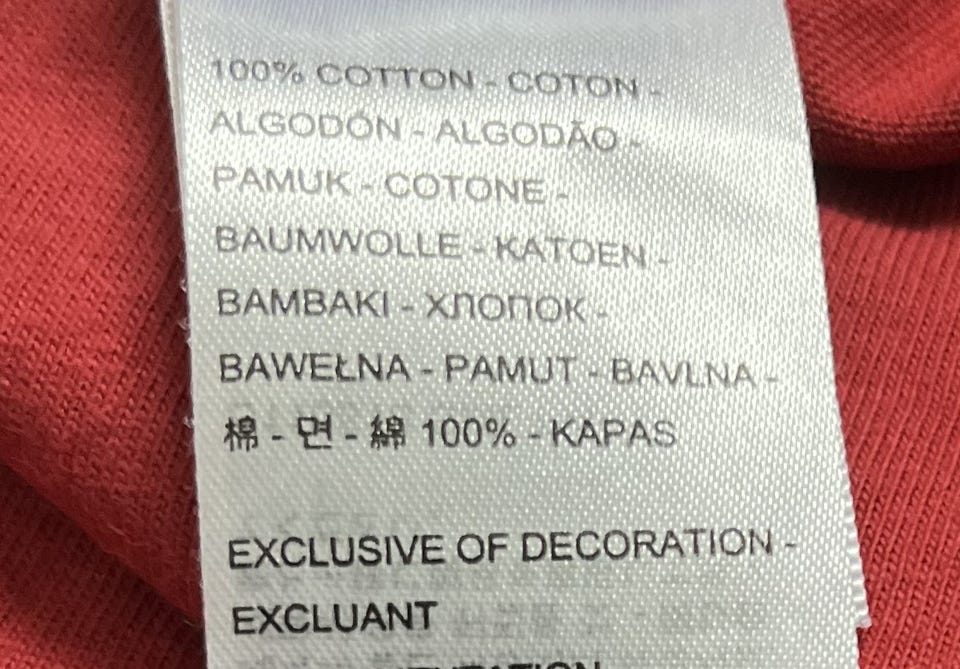 100% COTTON - COTON -
ALGODÓN - ALGODÃO -
PAMUK - COTONE -
BAUMWOLLE - KATOEN -
BAMBAKI - ХЛОПОК -
BAWEŁNA - PAMUT - BAVLNA -
棉 - 면 - 綿 100% - KAPAS
EXCLUSIVE OF DECORATION -
EXCLUANT